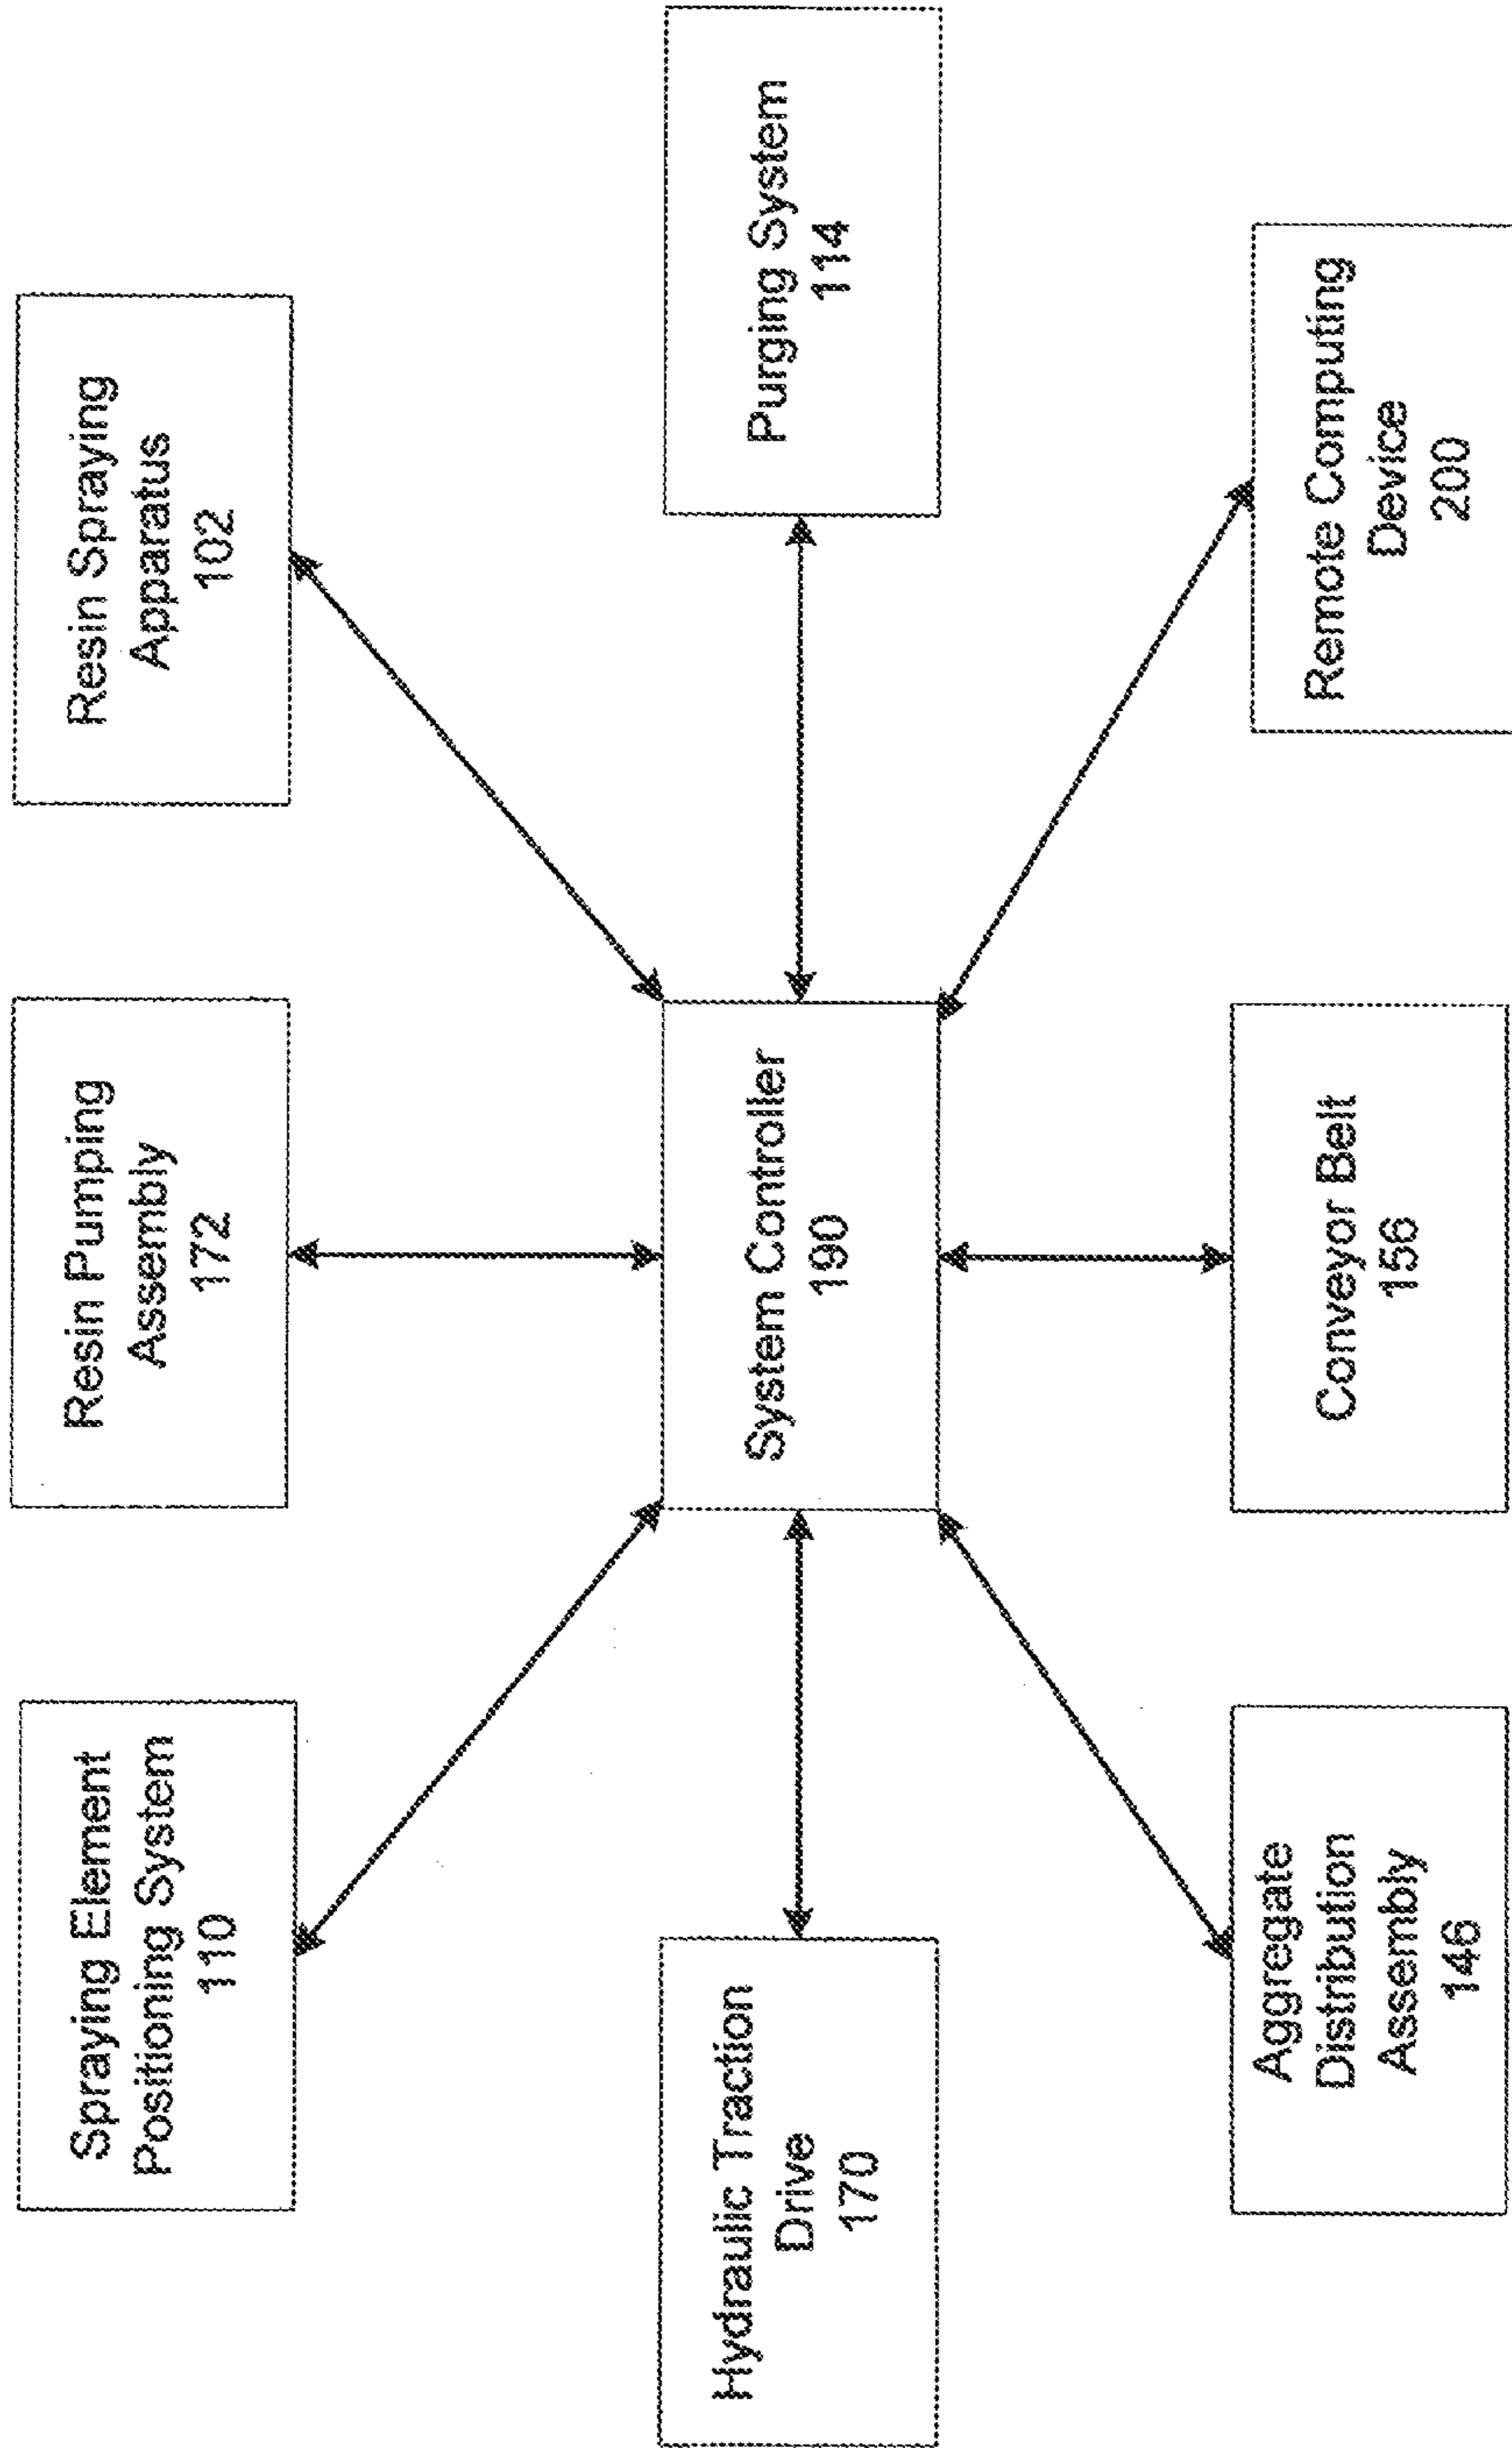 Spraying Element
Positioning System
110
Resin Pumping
Assembly
172
Resin Spraying
Apparatus
102
Hydraulic Traction
Drive
170
System Controller
190
Purging System
114
Aggregate
Distribution
Assembly
146
Conveyor Belt
156
Remote Computing
Device
200